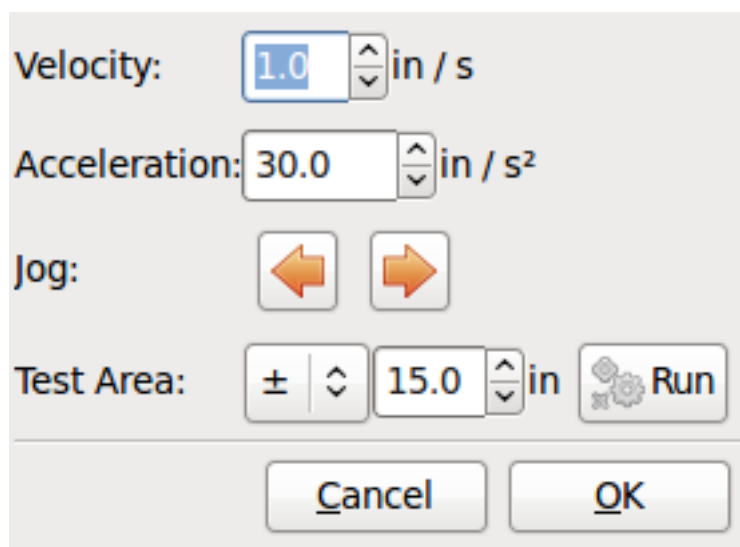 Velocity: 1.0 in / s
Acceleration: 30.0 in / s²
Jog:
Test Area: ± 15.0 in Run
Cancel OK